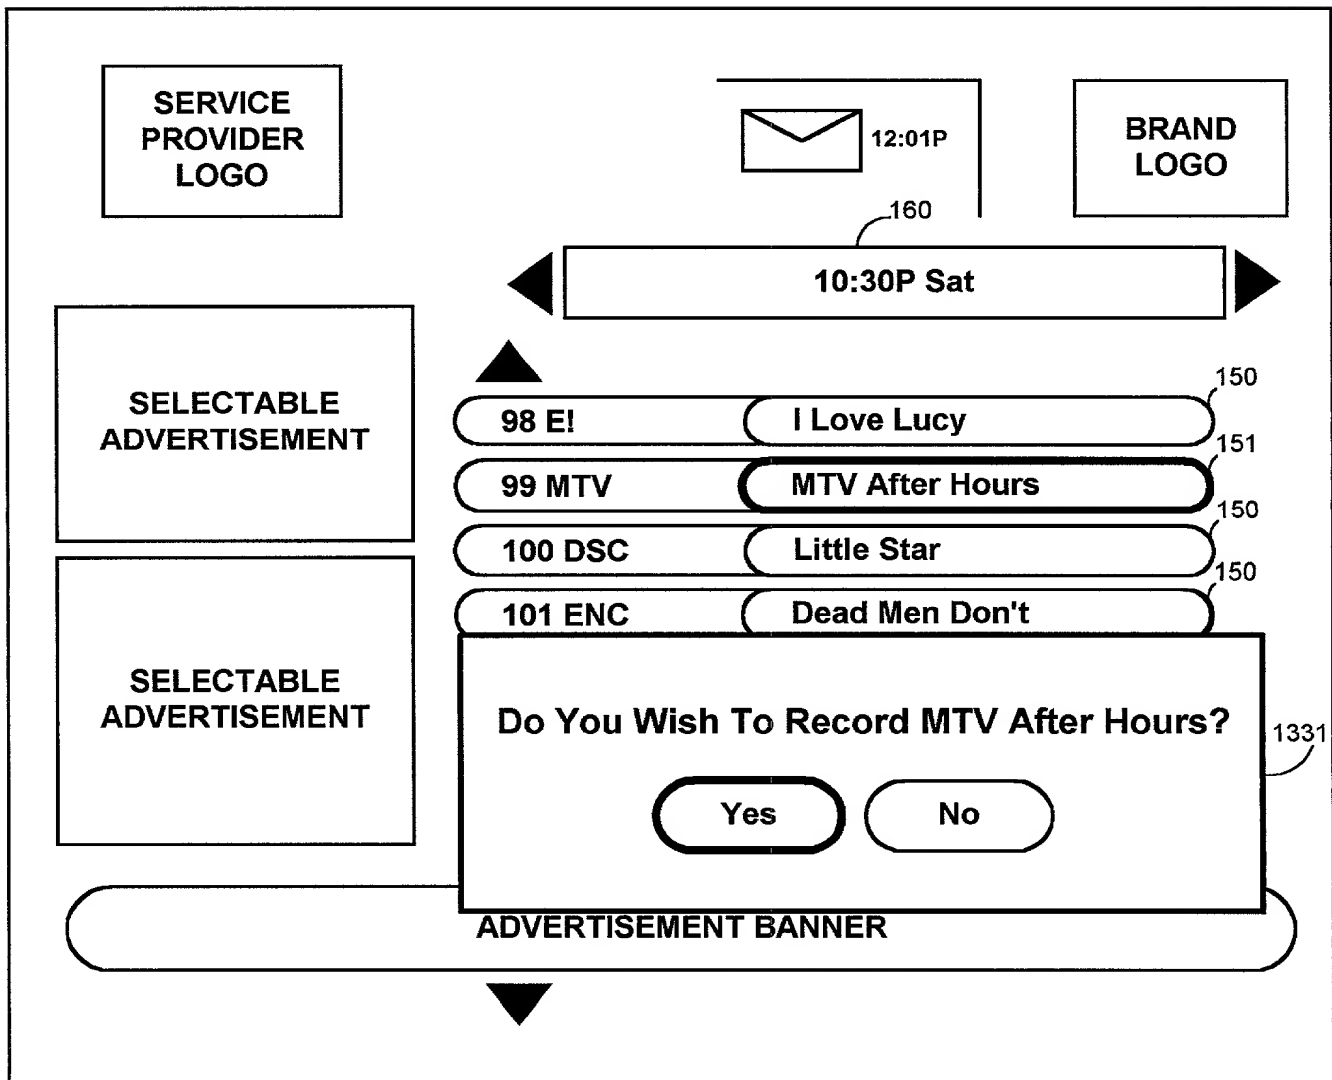 SERVICE
PROVIDER
LOGO
12:01P
BRAND
LOGO
160
10:30P Sat
SELECTABLE
ADVERTISEMENT
150
98 E! I Love Lucy
151
99 MTV MTV After Hours
150
100 DSC Little Star
150
101 ENC Dead Men Don't
SELECTABLE
ADVERTISEMENT
Do You Wish To Record MTV After Hours?
1331
Yes No
ADVERTISEMENT BANNER